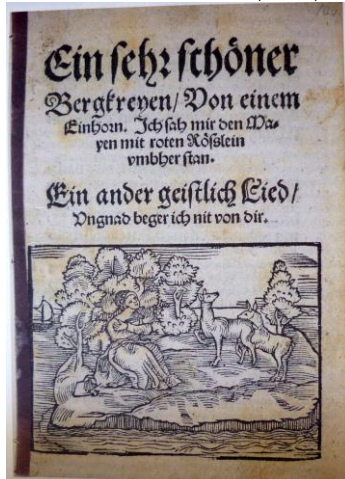 Ein sehr schöner
Bergkreyen/ Von einem
Einhorn. Ich sah mir den Ma-
yen mit roten Rößlein
vmbher stan.
Ein ander geistlich Lied/
Vngnad beger ich nit von dir.